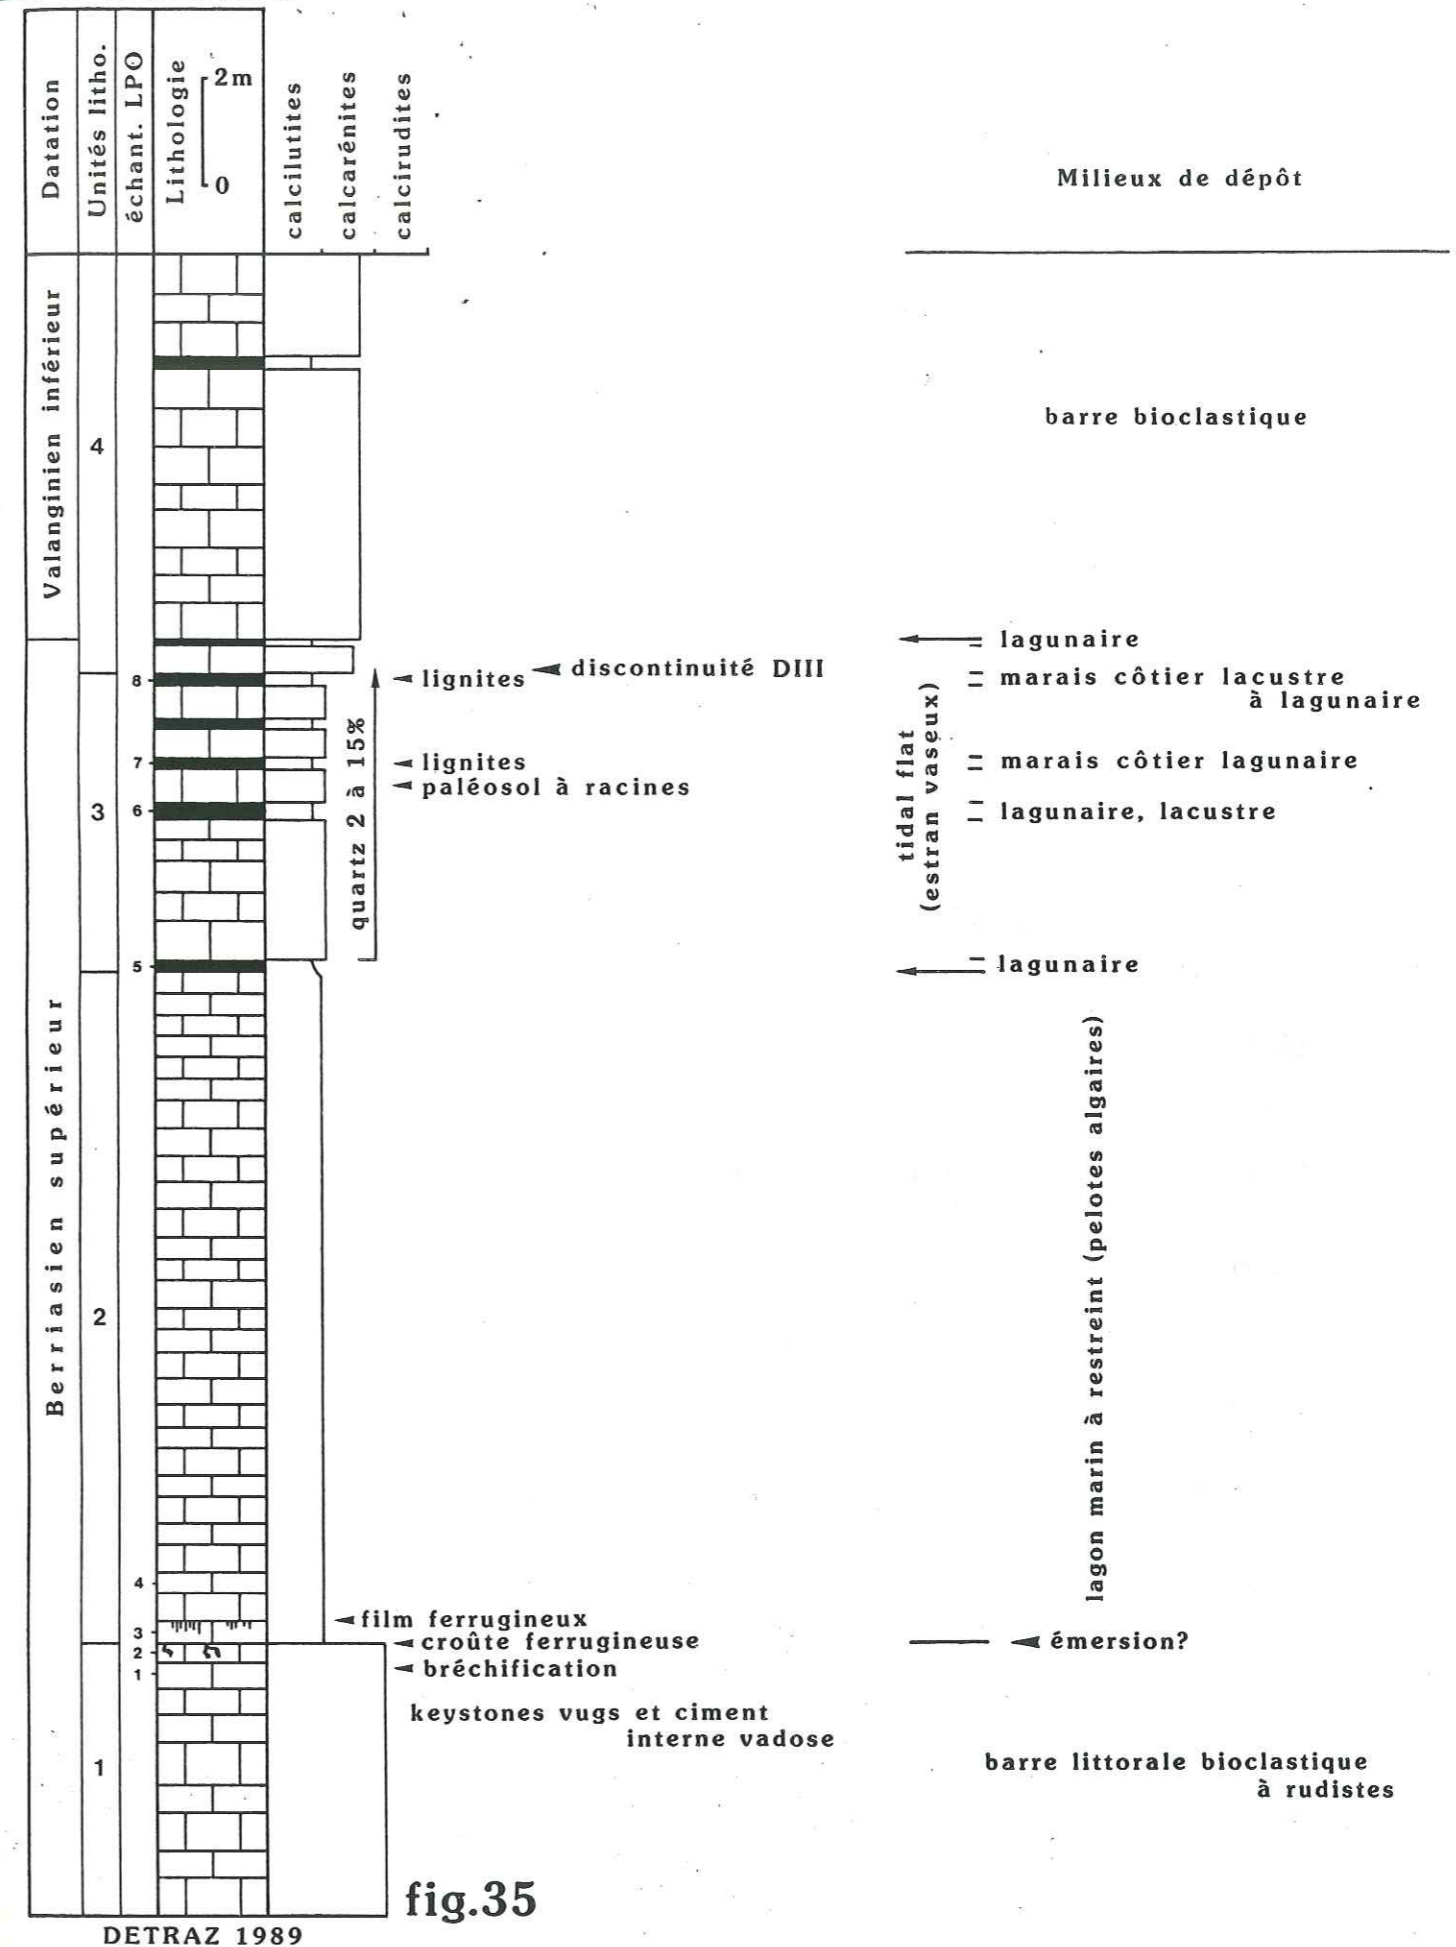 Datation
Unités litho.
échant. LPO
Lithologie
2m
0
calcilutites
calcarénites
calcirudites
Milieux de dépôt
Valanginien inférieur
Berriasien supérieur
4
3
2
1
8
7
6
5
4
3
2
1
barre bioclastique
lagunaire
lignites
discontinuité DIII
marais côtier lacustre
à lagunaire
quartz 2 à 15%
tidal flat
(estran vaseux)
lignites
marais côtier lagunaire
paléosol à racines
lagunaire, lacustre
lagunaire
lagon marin à restreint (pelotes algaires)
film ferrugineux
croûte ferrugineuse
émersion?
bréchification
keystones vugs et ciment
interne vadose
barre littorale bioclastique
à rudistes
fig.35
DETRAZ 1989